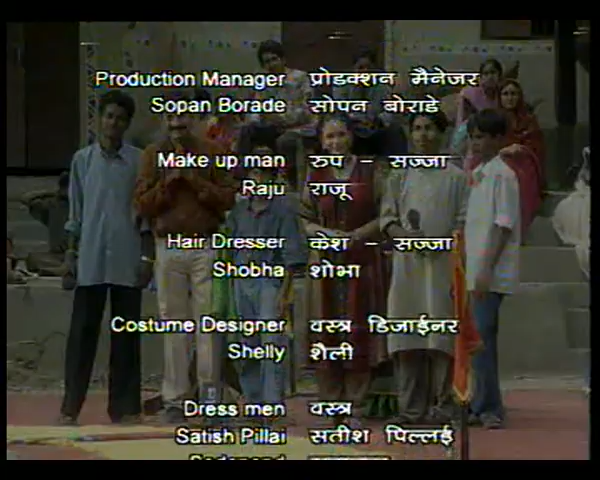 Production Manager प्रोडक्शन मैनेजर
Sopan Borade सोपन बोराडे
Make up man रुप - सज्जा
Raju राजू
Hair Dresser केश - सज्जा
Shobha शोभा
Costume Designer वस्त्र डिजाईनर
Shelly शैली
Dress men वस्त्र
Satish Pillai सतीश पिल्लई